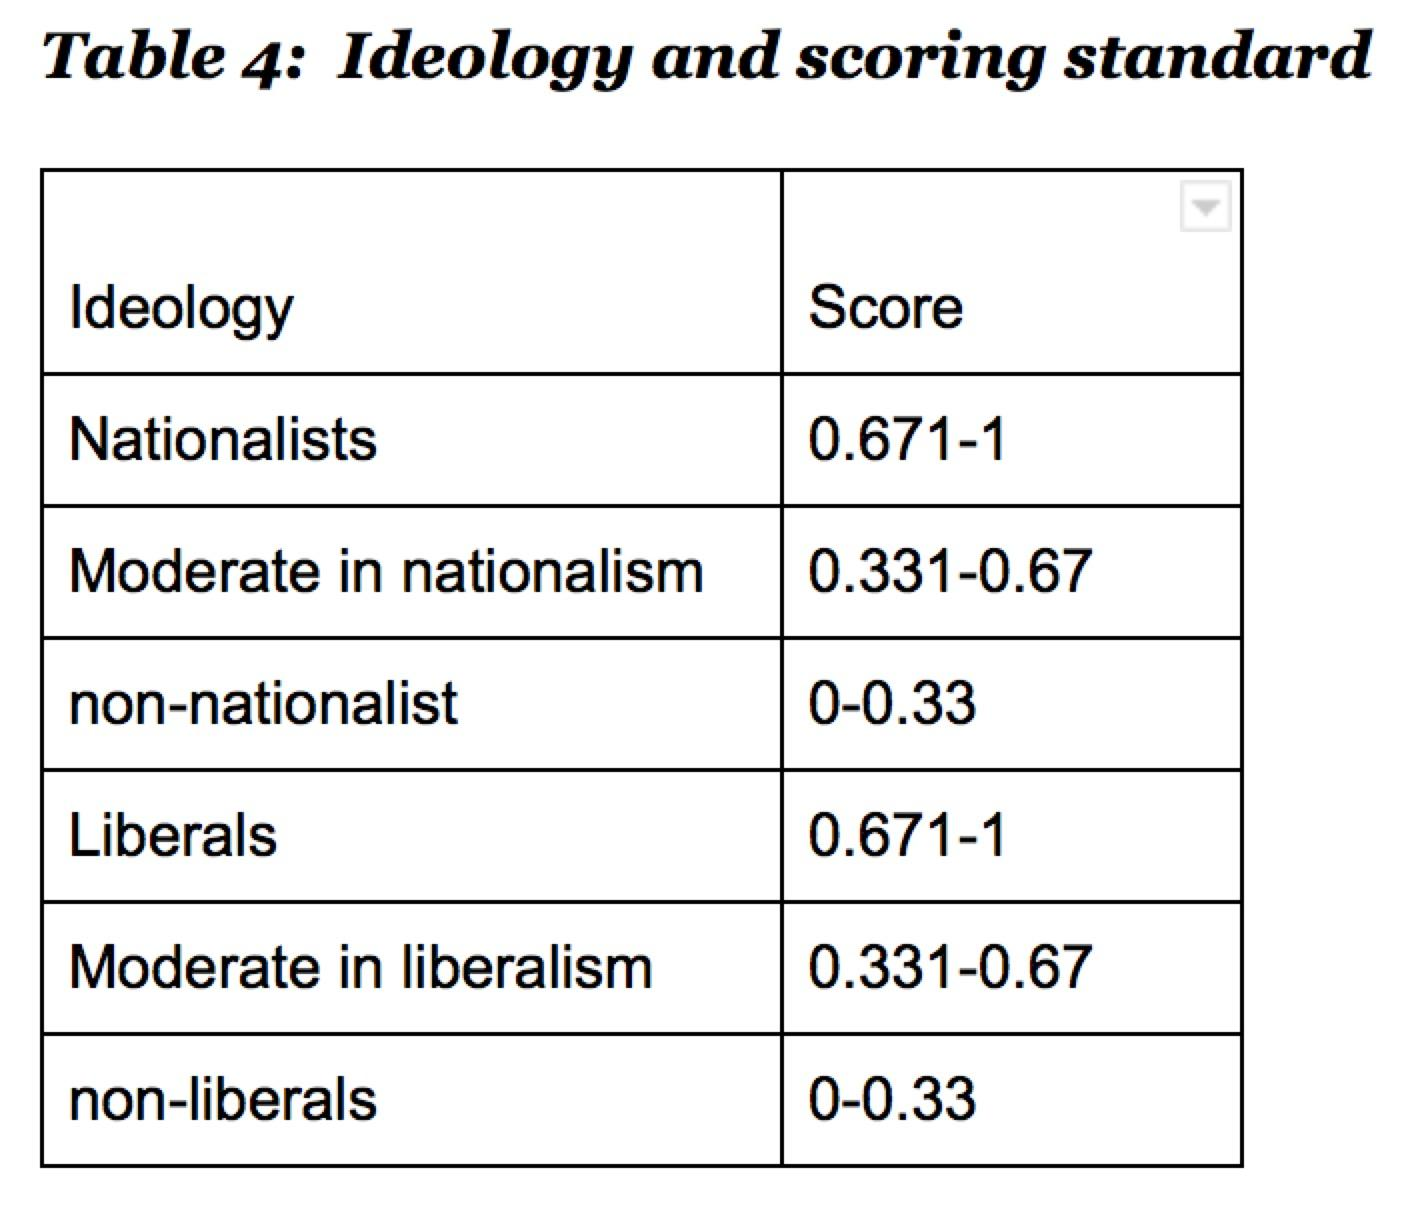 Table 4: Ideology and scoring standard
Ideology Score
Nationalists 0.671-1
Moderate in nationalism 0.331-0.67
non-nationalist 0-0.33
Liberals 0.671-1
Moderate in liberalism 0.331-0.67
non-liberals 0-0.33